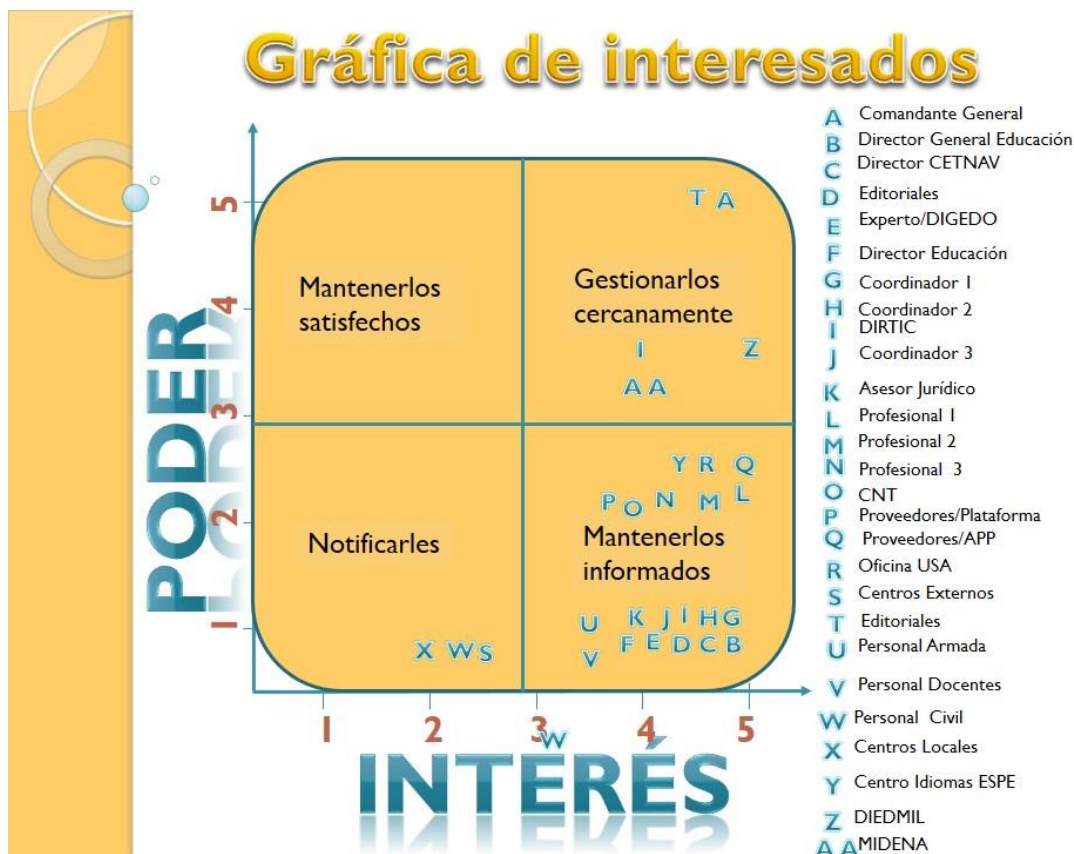 Gráfica de interesados
PODER
5
4
3
2
1
T A
Mantenerlos
satisfechos
Gestionarlos
cercanamente
I Z
A A
Y R Q
P O N M L
Notificarles
Mantenerlos
informados
U K J I H G
F E D C B
V
X W S
1 2 3 4 5
W
INTERÉS
A Comandante General
B Director General Educación
C Director CETNAV
D Editoriales
E Experto/DIGEDO
F Director Educación
G Coordinador 1
H Coordinador 2
I DIRTIC
J Coordinador 3
K Asesor Jurídico
L Profesional 1
M Profesional 2
N Profesional 3
O CNT
P Proveedores/Plataforma
Q Proveedores/APP
R Oficina USA
S Centros Externos
T Editoriales
U Personal Armada
V Personal Docentes
W Personal Civil
X Centros Locales
Y Centro Idiomas ESPE
Z DIEDMIL
A A MIDENA